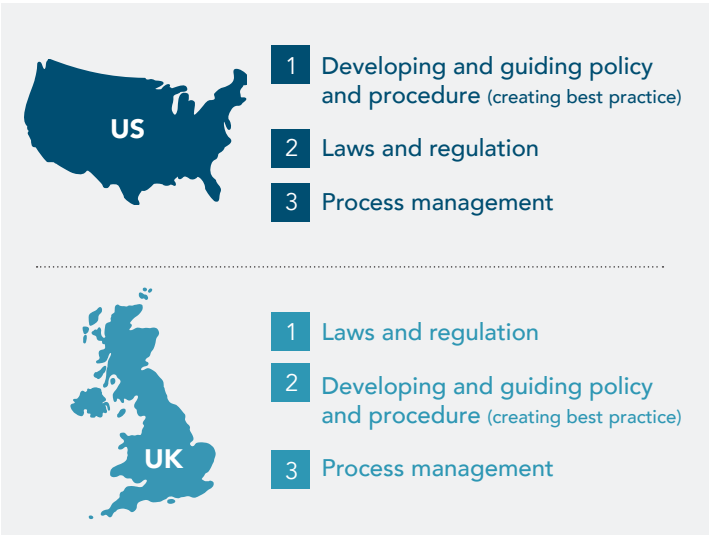 US
1 Developing and guiding policy
and procedure (creating best practice)
2 Laws and regulation
3 Process management
UK
1 Laws and regulation
2 Developing and guiding policy
and procedure (creating best practice)
3 Process management